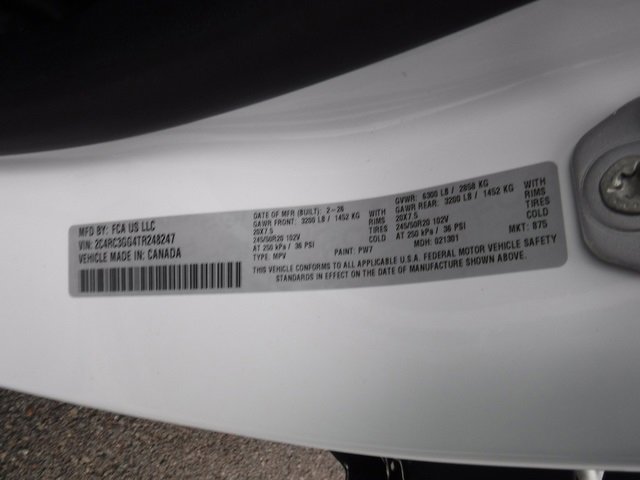 MFD BY: FCA US LLC
VIN: 2C4RC3GG4TR248247
VEHICLE MADE IN: CANADA
DATE OF MFR (BUILT): 2-26
GAWR FRONT: 3200 LB / 1452 KG WITH
20X7.5 RIMS
245/50R20 102V TIRES
AT 250 kPa / 36 PSI COLD
TYPE: MPV PAINT: PW7
GVWR: 6300 LB / 2858 KG
GAWR REAR: 3200 LB / 1452 KG WITH
20X7.5 RIMS
245/50R20 102V TIRES
AT 250 kPa / 36 PSI COLD
MDH: 021301 MKT: 875
THIS VEHICLE CONFORMS TO ALL APPLICABLE U.S.A. FEDERAL MOTOR VEHICLE SAFETY
STANDARDS IN EFFECT ON THE DATE OF MANUFACTURE SHOWN ABOVE.